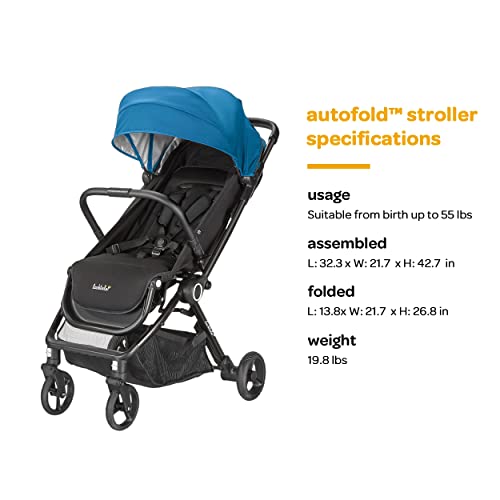 autofold™ stroller
specifications
usage
Suitable from birth up to 55 lbs
assembled
L: 32.3 x W: 21.7 x H: 42.7 in
folded
L: 13.8x W: 21.7 x H: 26.8 in
weight
19.8 lbs